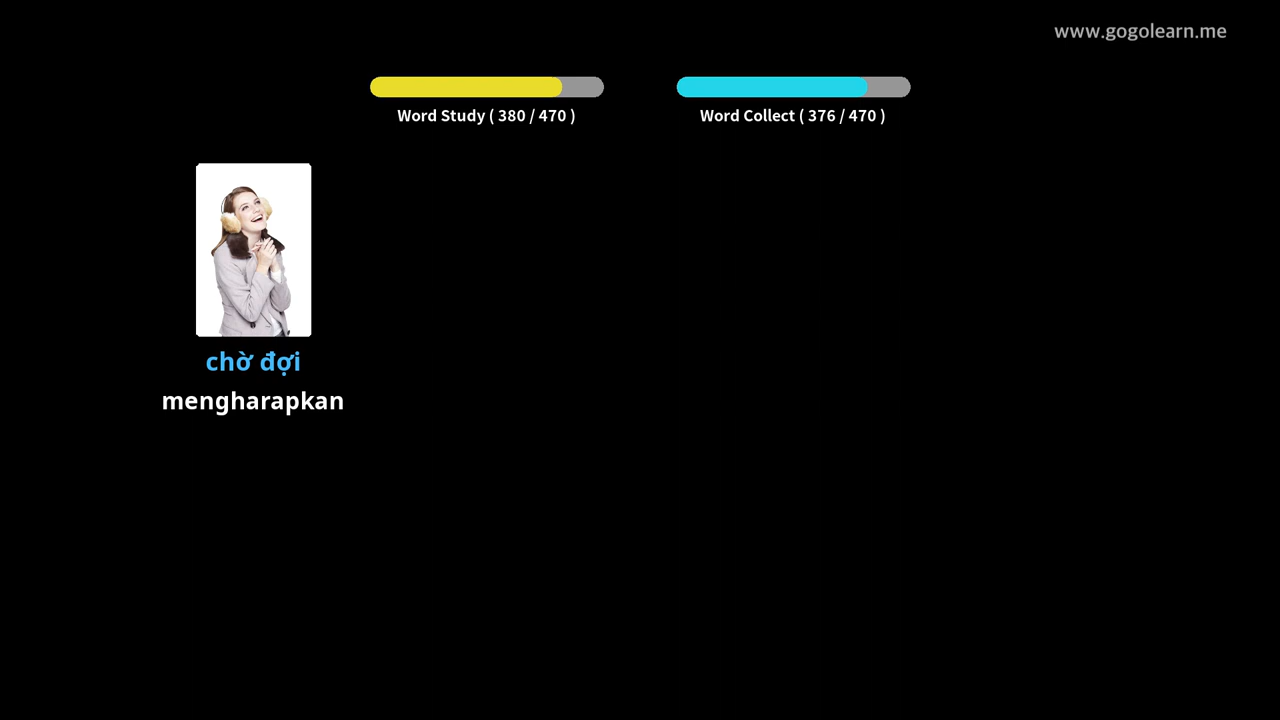 www.gogolearn.me
Word Study ( 380 / 470 )
Word Collect ( 376 / 470 )
chờ đợi
mengharapkan